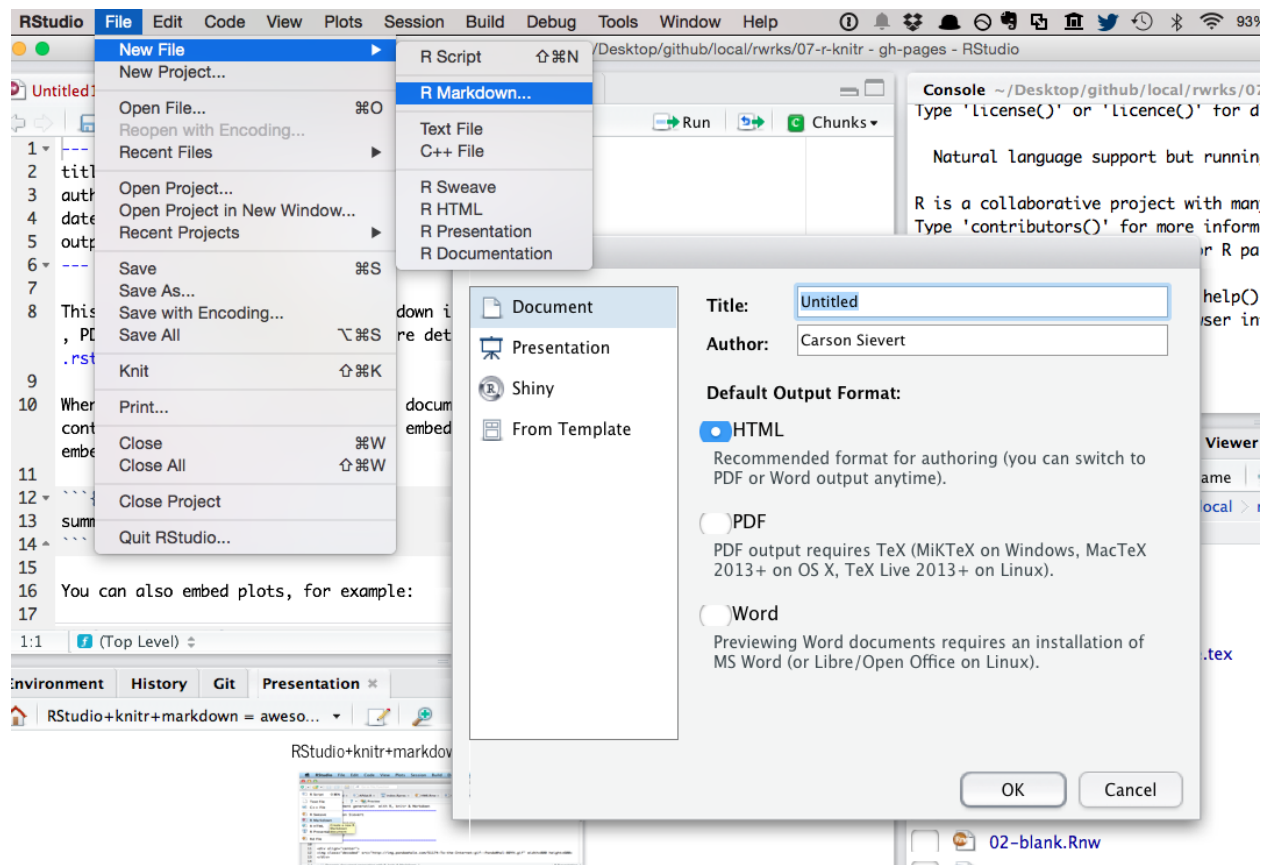 RStudio File Edit Code View Plots Session Build Debug Tools Window Help 93%
/Desktop/github/local/rwrks/07-r-knitr - gh-pages - RStudio
New File
New Project...
Open File... ⌘O
Reopen with Encoding...
Recent Files
Open Project...
Open Project in New Window...
Recent Projects
Save ⌘S
Save As...
Save with Encoding...
Save All ⌥⌘S
Knit ⇧⌘K
Print...
Close ⌘W
Close All ⇧⌘W
Close Project
Quit RStudio...
R Script ⇧⌘N
R Markdown...
Text File
C++ File
R Sweave
R HTML
R Presentation
R Documentation
Untitled1
Run Chunks
1 ---
2 titl
3 auth
4 date
5 outp
6 ---
7
8 This down i
, PD re det
.rst
9
10 When docum
cont embed
embe
11
12 ```{
13 summ
14 ```
15
16 You can also embed plots, for example:
17
1:1 (Top Level)
Console ~/Desktop/github/local/rwrks/07
Type 'license()' or 'licence()' for d
Natural language support but runnin
R is a collaborative project with man
Type 'contributors()' for more inform
or R pa
help()
ser in
Document
Presentation
Shiny
From Template
Title: Untitled
Author: Carson Sievert
Default Output Format:
HTML
Recommended format for authoring (you can switch to
PDF or Word output anytime).
PDF
PDF output requires TeX (MiKTeX on Windows, MacTeX
2013+ on OS X, TeX Live 2013+ on Linux).
Word
Previewing Word documents requires an installation of
MS Word (or Libre/Open Office on Linux).
OK Cancel
Viewer
ame
local
.tex
02-blank.Rnw
Environment History Git Presentation
RStudio+knitr+markdown = aweso...
RStudio+knitr+markdow